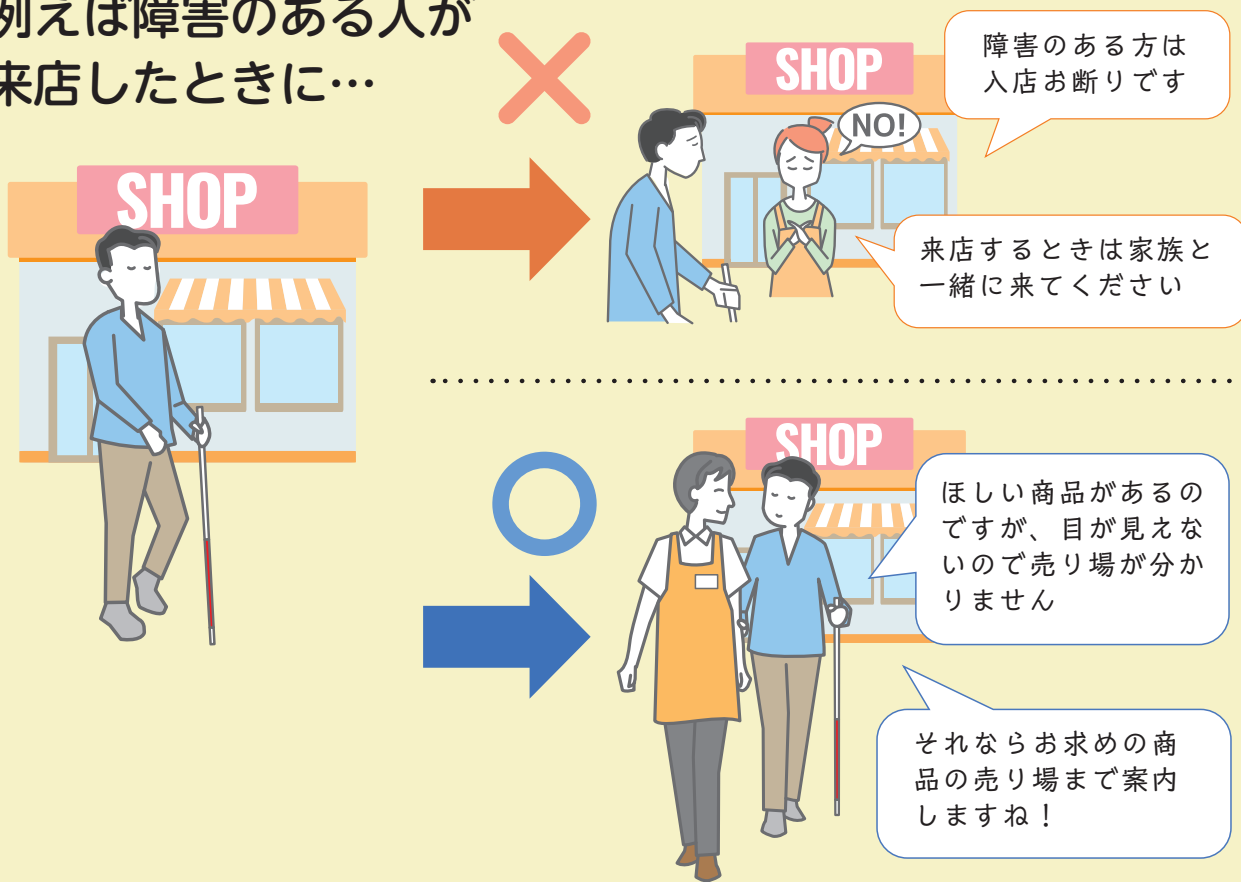 例えば障害のある人が
来店したときに…
SHOP
SHOP
NO!
障害のある方は
入店お断りです
来店するときは家族と
一緒に来てください
SHOP
ほしい商品があるの
ですが、目が見えな
いので売り場が分か
りません
それならお求めの商
品の売り場まで案内
しますね！